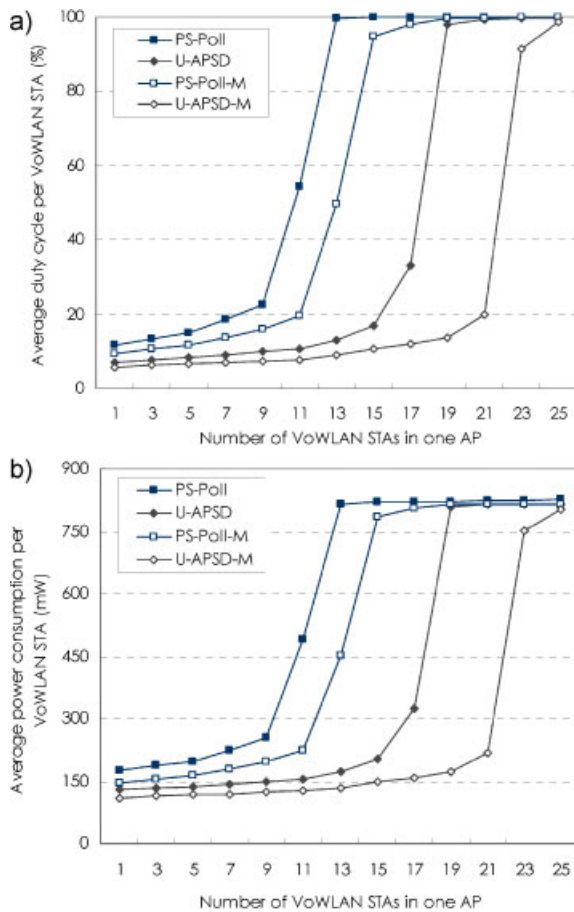 a)
Average duty cycle per VoWLAN STA (%)
100
80
60
40
20
0
PS-Poll
U-APSD
PS-Poll-M
U-APSD-M
1 3 5 7 9 11 13 15 17 19 21 23 25
Number of VoWLAN STAs in one AP
b)
Average power consumption per
VoWLAN STA (mW)
900
750
600
450
300
150
0
PS-Poll
U-APSD
PS-Poll-M
U-APSD-M
1 3 5 7 9 11 13 15 17 19 21 23 25
Number of VoWLAN STAs in one AP